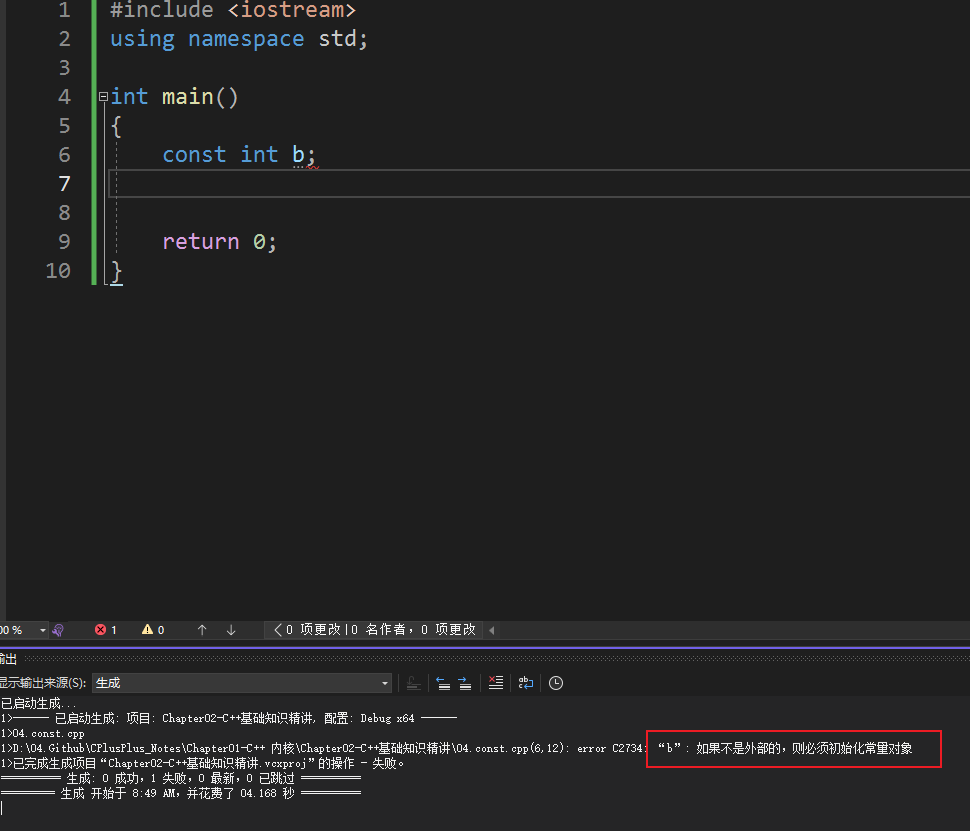 1 #include <iostream>
2 using namespace std;
3
4 int main()
5 {
6 const int b;
7
8
9 return 0;
10 }
00 % 1 0 0 项更改|0 名作者, 0 项更改
输出
显示输出来源(S): 生成
已启动生成...
1>------ 已启动生成: 项目: Chapter02-C++基础知识精讲, 配置: Debug x64 ------
1>04.const.cpp
1>D:\04.Github\CPlusPlus_Notes\Chapter01-C++ 内核\Chapter02-C++基础知识精讲\04.const.cpp(6,12): error C2734: “b”: 如果不是外部的，则必须初始化常量对象
1>已完成生成项目“Chapter02-C++基础知识精讲.vcxproj”的操作 - 失败。
========== 生成: 0 成功，1 失败，0 最新，0 已跳过 ==========
========== 生成 开始于 8:49 AM，并花费了 04.168 秒 ==========